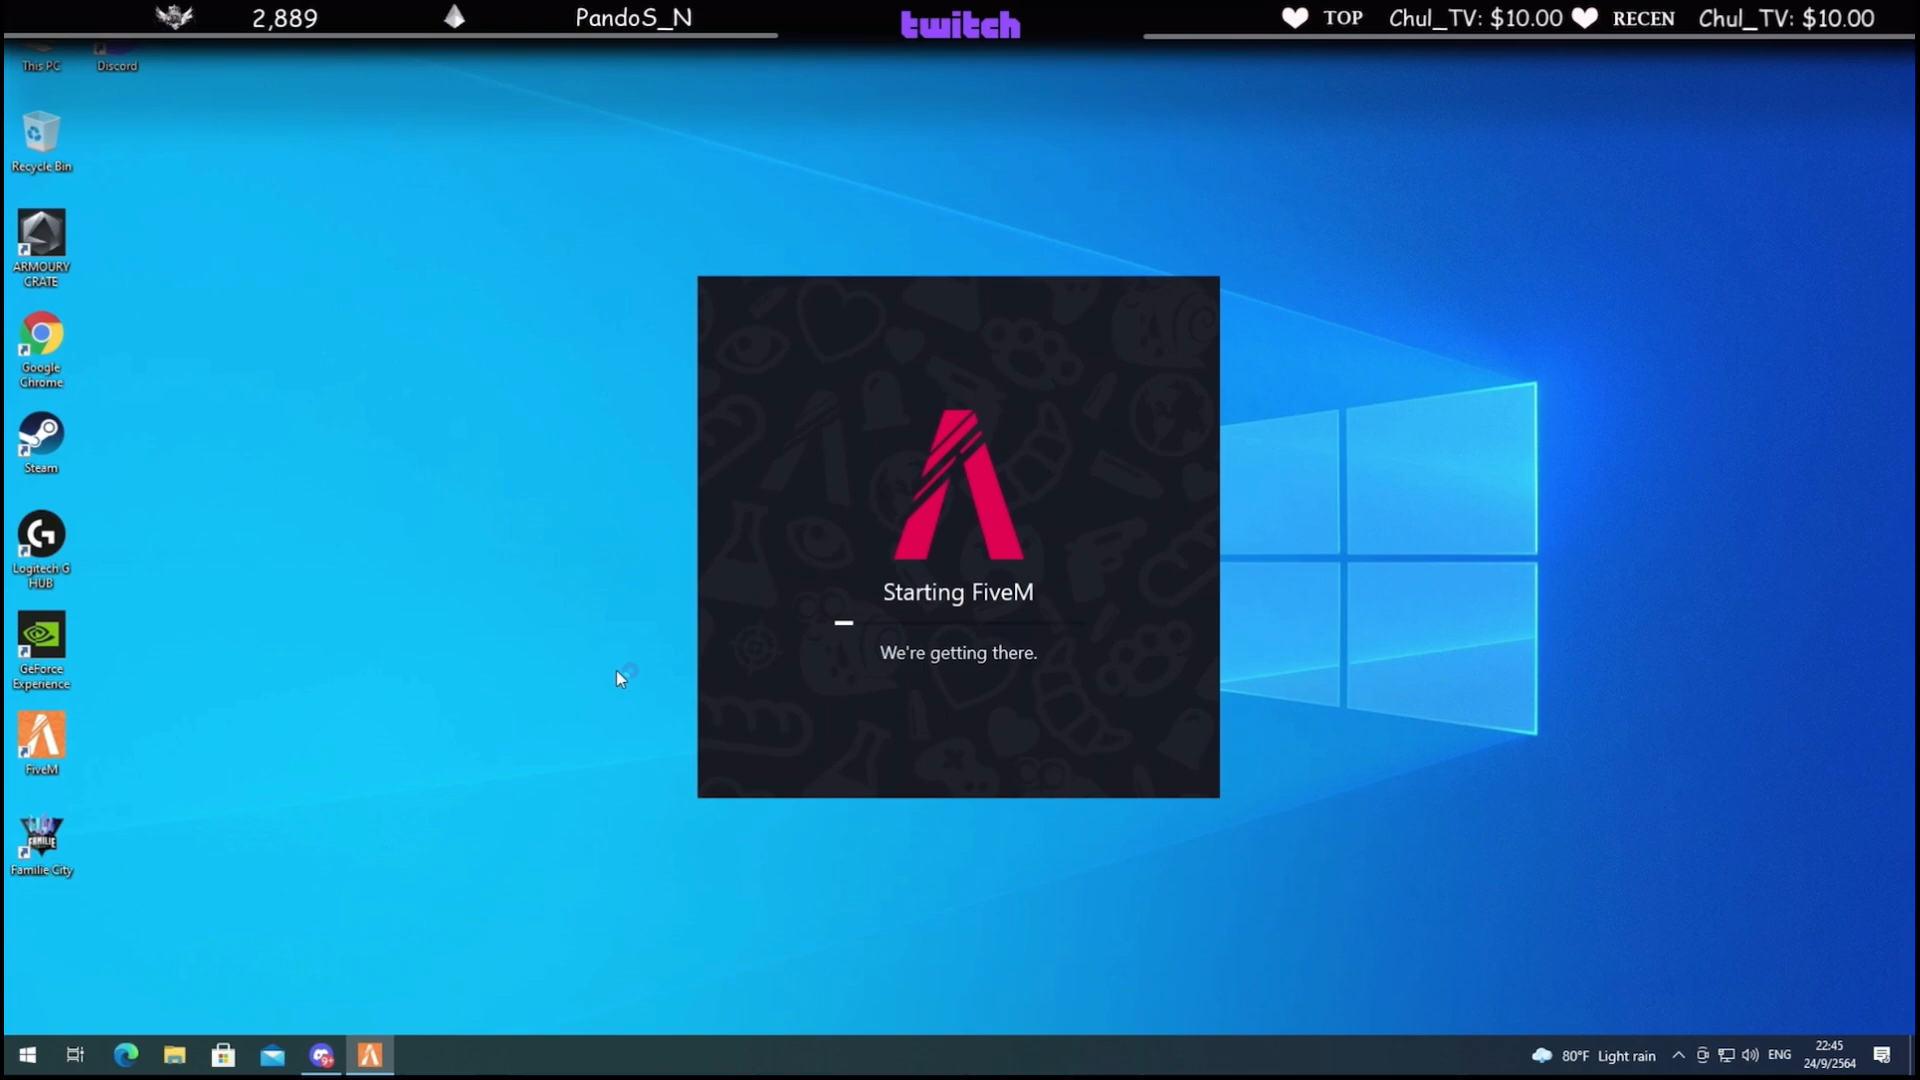 2,889
PandoS_N
twitch
TOP
Chul_TV: $10.00
RECEN
Chul_TV: $10.00
This PC
Discord
Recycle Bin
ARMOURY
CRATE
Google
Chrome
Steam
Logitech G
HUB
GeForce
Experience
FiveM
FAMILIE
Familie City
Starting FiveM
We're getting there.
9+
80°F Light rain
ENG
22:45
24/9/2564